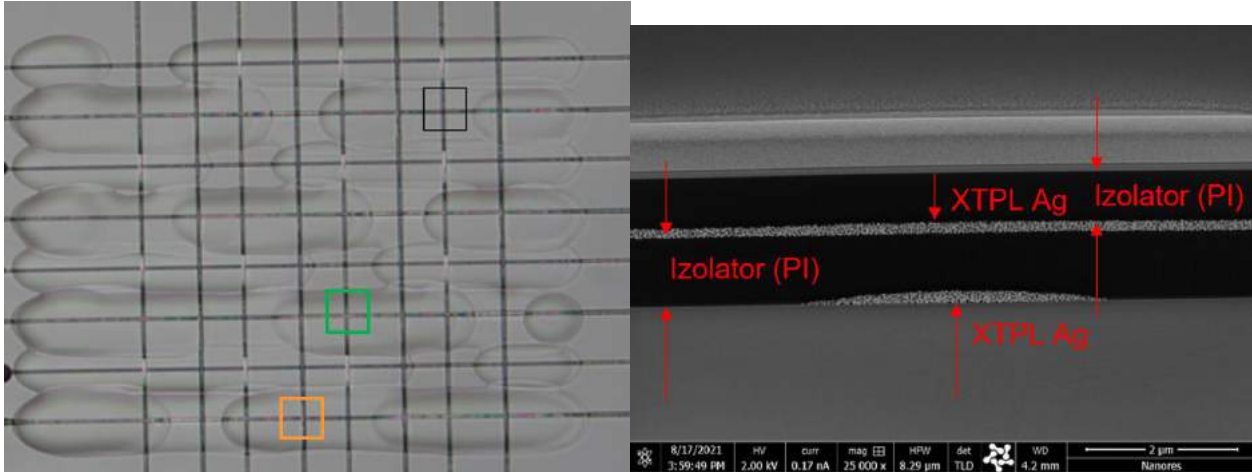 XTPL Ag
Izolator (PI)
Izolator (PI)
XTPL Ag
8/17/2021
3:59:49 PM
HV
2.00 kV
curr
0.17 nA
mag
25 000 x
HFW
8.29 µm
det
TLD
WD
4.2 mm
2 µm
Nanores